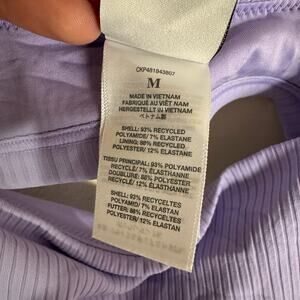 CKP481843807
M
MADE IN VIETNAM
FABRIQUÉ AU VIÊT NAM
HERGESTELLT IN VIETNAM
ベトナム製
SHELL: 93% RECYCLED
POLYAMIDE/ 7% ELASTANE
LINING: 88% RECYCLED
POLYESTER/ 12% ELASTANE
TISSU PRINCIPAL: 93% POLYAMIDE
RECYCLÉ/ 7% ÉLASTHANNE
DOUBLURE: 88% POLYESTER
RECYCLÉ/ 12% ÉLASTHANNE
SHELL: 93% RECYCELTES
POLYAMID/ 7% ELASTAN
FUTTER: 88% RECYCELTES
POLYESTER/ 12% ELASTAN